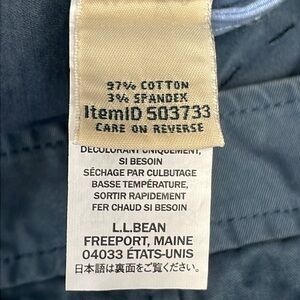 97% COTTON
3% SPANDEX
ItemID 503733
CARE ON REVERSE
DÉCOLORANT UNIQUEMENT,
SI BESOIN
SÉCHAGE PAR CULBUTAGE
BASSE TEMPÉRATURE,
SORTIR RAPIDEMENT
FER CHAUD SI BESOIN
L.L.BEAN
FREEPORT, MAINE
04033 ÉTATS-UNIS
日本語は裏面をご覧ください。